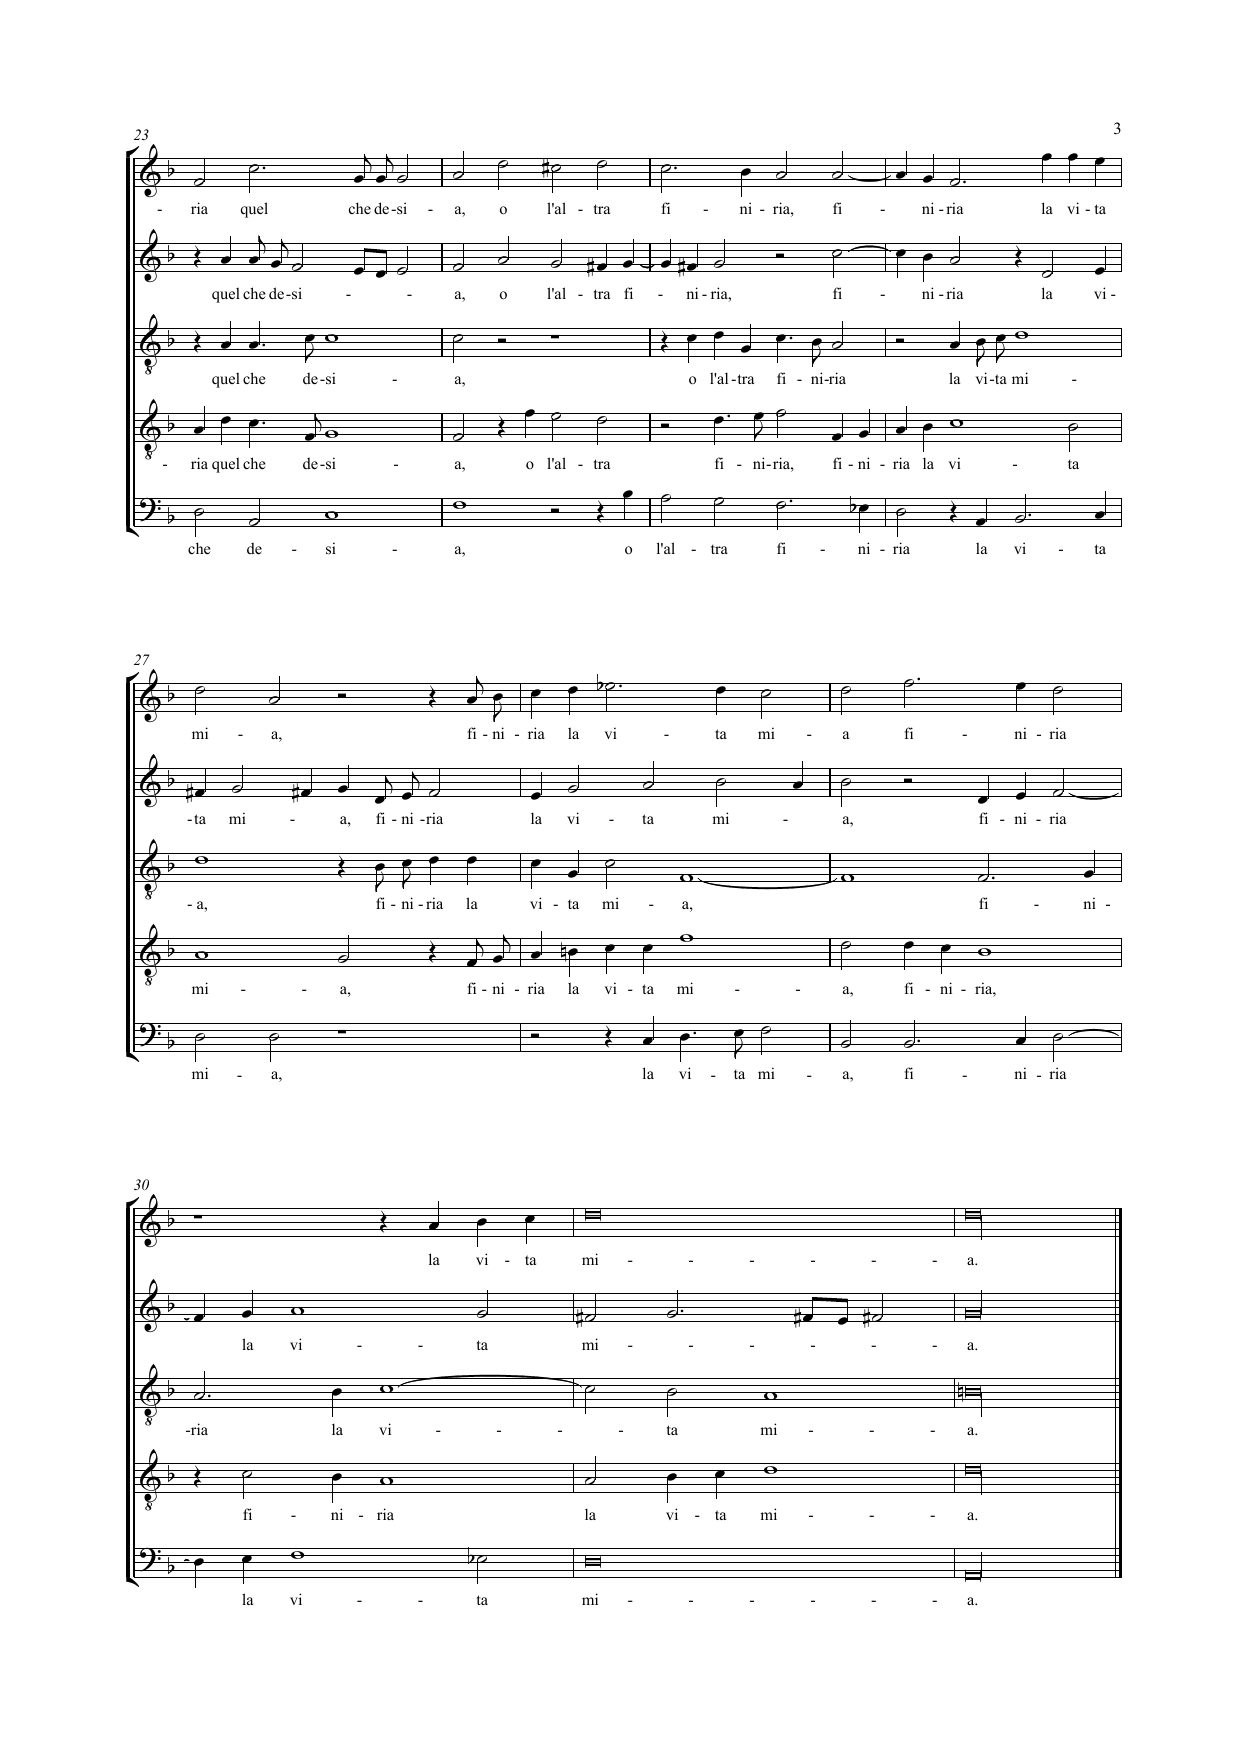 3
23
- ria quel che de-si - a, o l'al - tra fi - ni - ria, fi - ni - ria la vi - ta
quel che de-si - - a, o l'al - tra fi - ni - ria, fi - ni - ria la vi -
quel che de-si - a, o l'al-tra fi - ni-ria la vi-ta mi -
- ria quel che de-si - a, o l'al - tra fi - ni-ria, fi - ni - ria la vi - ta
che de - si - a, o l'al - tra fi - ni - ria la vi - ta
27
mi - a, fi - ni - ria la vi - ta mi - a fi - ni - ria
-ta mi - a, fi - ni -ria la vi - ta mi - a, fi - ni - ria
- a, fi - ni - ria la vi - ta mi - a, fi - ni -
mi - - a, fi - ni - ria la vi - ta mi - - a, fi - ni - ria,
mi - a, la vi - ta mi - a, fi - ni - ria
30
la vi - ta mi - - - - - - a.
la vi - - ta mi - - - - - - a.
-ria la vi - - - - ta mi - - - a.
fi - ni - ria la vi - ta mi - - - a.
la vi - - ta mi - - - - - - a.